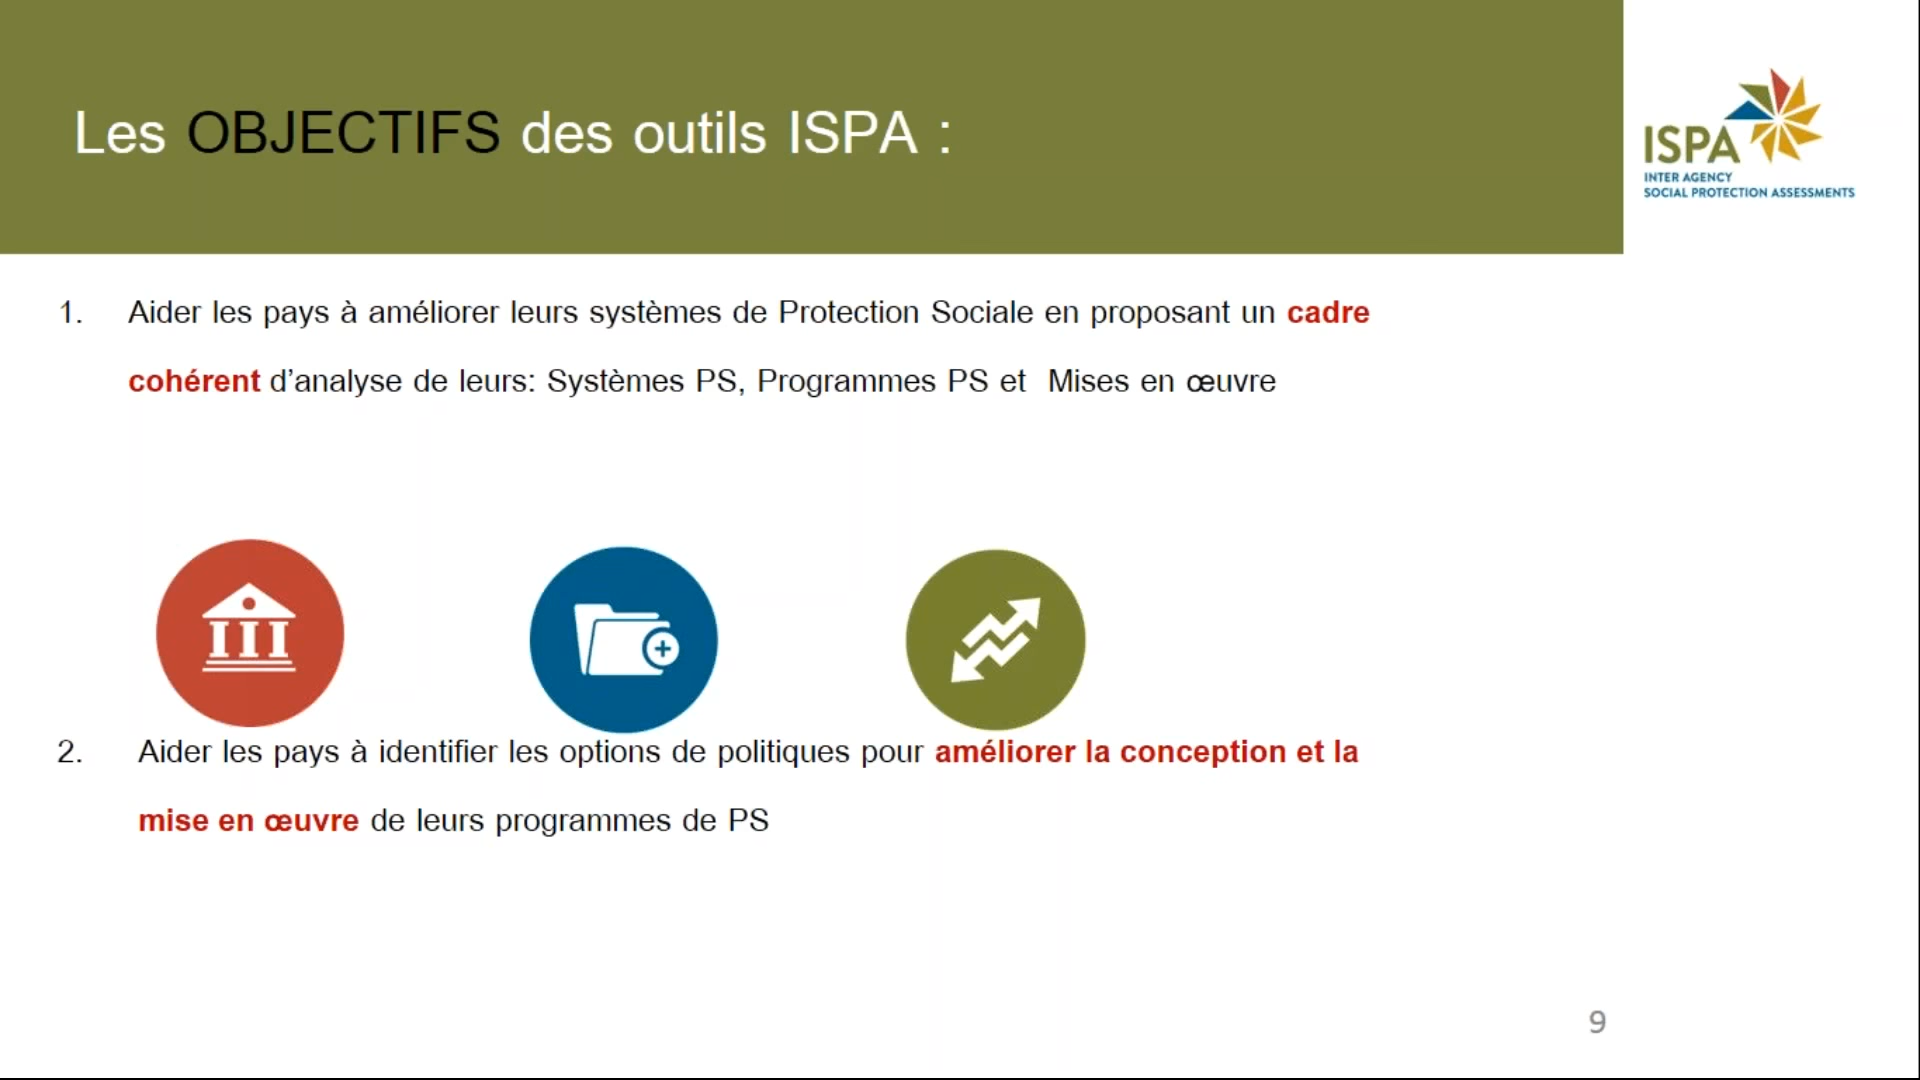 Les OBJECTIFS des outils ISPA :
ISPA
INTER AGENCY
SOCIAL PROTECTION ASSESSMENTS
1. Aider les pays à améliorer leurs systèmes de Protection Sociale en proposant un cadre
cohérent d’analyse de leurs: Systèmes PS, Programmes PS et  Mises en œuvre
2. Aider les pays à identifier les options de politiques pour améliorer la conception et la
mise en œuvre de leurs programmes de PS
9